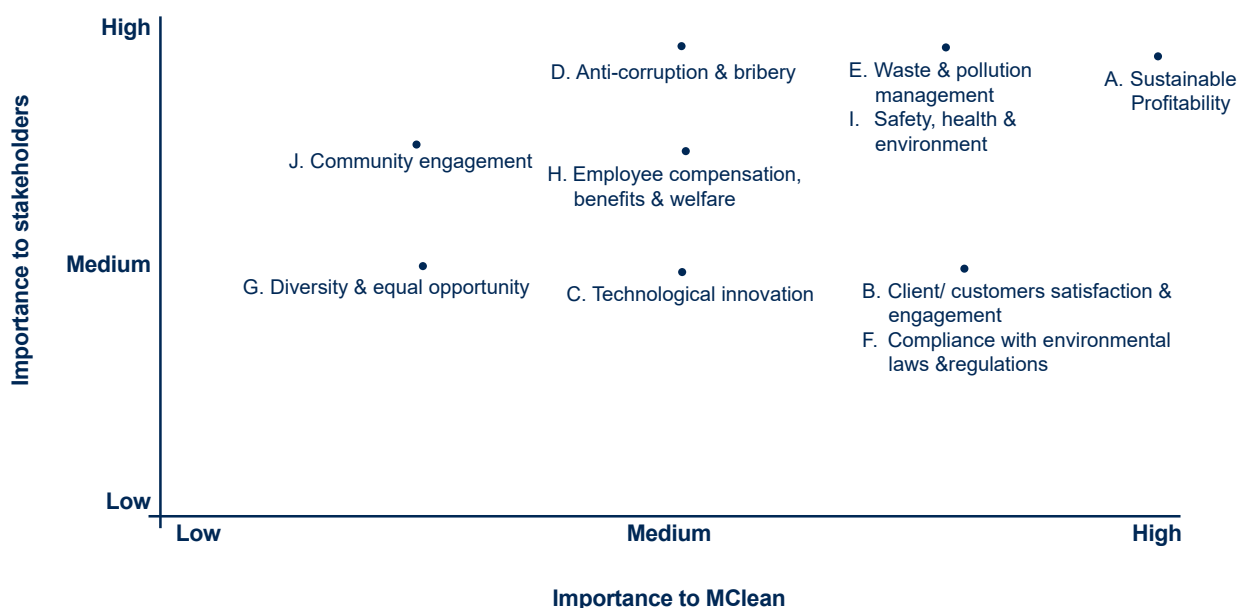 High
D. Anti-corruption & bribery
E. Waste & pollution
management
I. Safety, health &
environment
A. Sustainable
Profitability
J. Community engagement
H. Employee compensation,
benefits & welfare
Importance to stakeholders
Medium
G. Diversity & equal opportunity
C. Technological innovation
B. Client/ customers satisfaction &
engagement
F. Compliance with environmental
laws &regulations
Low
Low
Medium
High
Importance to MClean